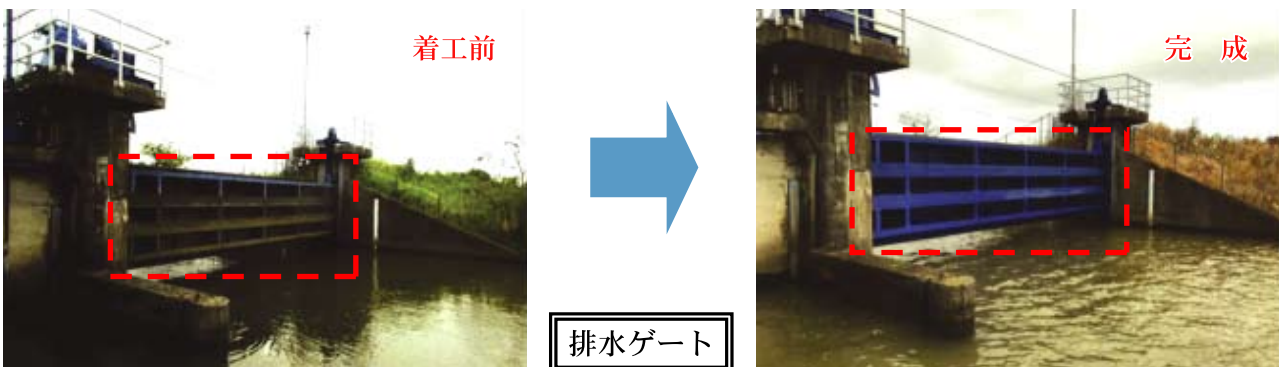 着工前
完　成
排水ゲート